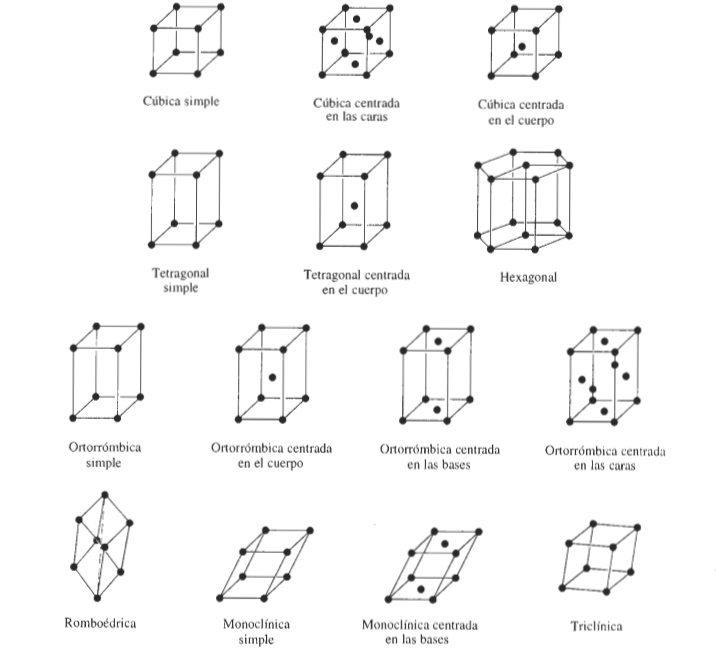 Cúbica simple
Cúbica centrada
en las caras
Cúbica centrada
en el cuerpo
Tetragonal
simple
Tetragonal centrada
en el cuerpo
Hexagonal
Ortorrómbica
simple
Ortorrómbica centrada
en el cuerpo
Ortorrómbica centrada
en las bases
Ortorrómbica centrada
en las caras
Romboédrica
Monoclínica
simple
Monoclínica centrada
en las bases
Triclínica